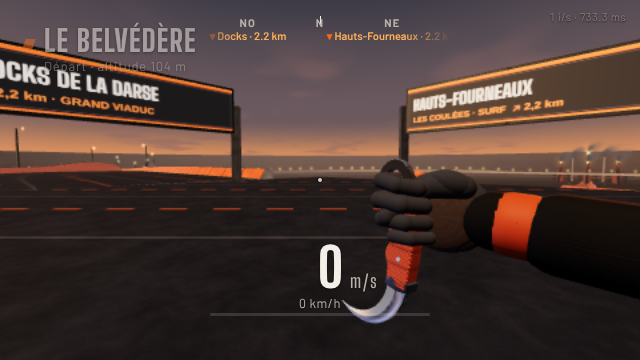 NO N NE
▼Docks · 2.2 km ▼Hauts-Fourneaux · 2.2 k
1 i/s · 733.3 ms
LE BELVÉDÈRE
Départ · altitude 104 m
OCKS DE LA DARSE
2,2 km · GRAND VIADUC
HAUTS-FOURNEAUX
LES COULÉES · SURF ↗ 2,2 km
0 m/s
0 km/h